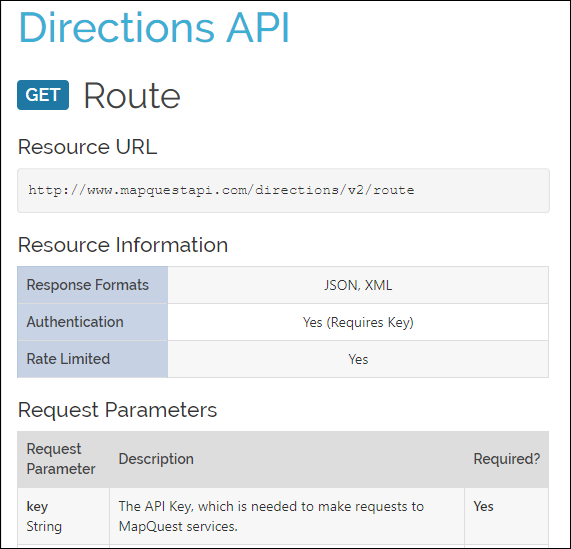 Directions API
GET Route
Resource URL
http://www.mapquestapi.com/directions/v2/route
Resource Information
Response Formats JSON, XML
Authentication Yes (Requires Key)
Rate Limited Yes
Request Parameters
Request
Parameter Description Required?
key The API Key, which is needed to make requests to Yes
String MapQuest services.